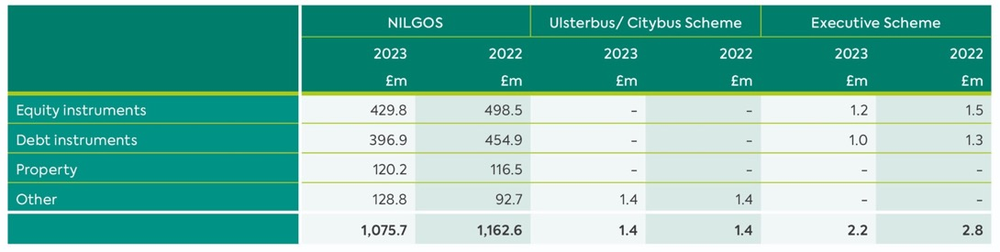 NILGOS Ulsterbus/ Citybus Scheme Executive Scheme
2023 2022 2023 2022 2023 2022
£m £m £m £m £m £m
Equity instruments 429.8 498.5 – – 1.2 1.5
Debt instruments 396.9 454.9 – – 1.0 1.3
Property 120.2 116.5 – – – –
Other 128.8 92.7 1.4 1.4 – –
1,075.7 1,162.6 1.4 1.4 2.2 2.8